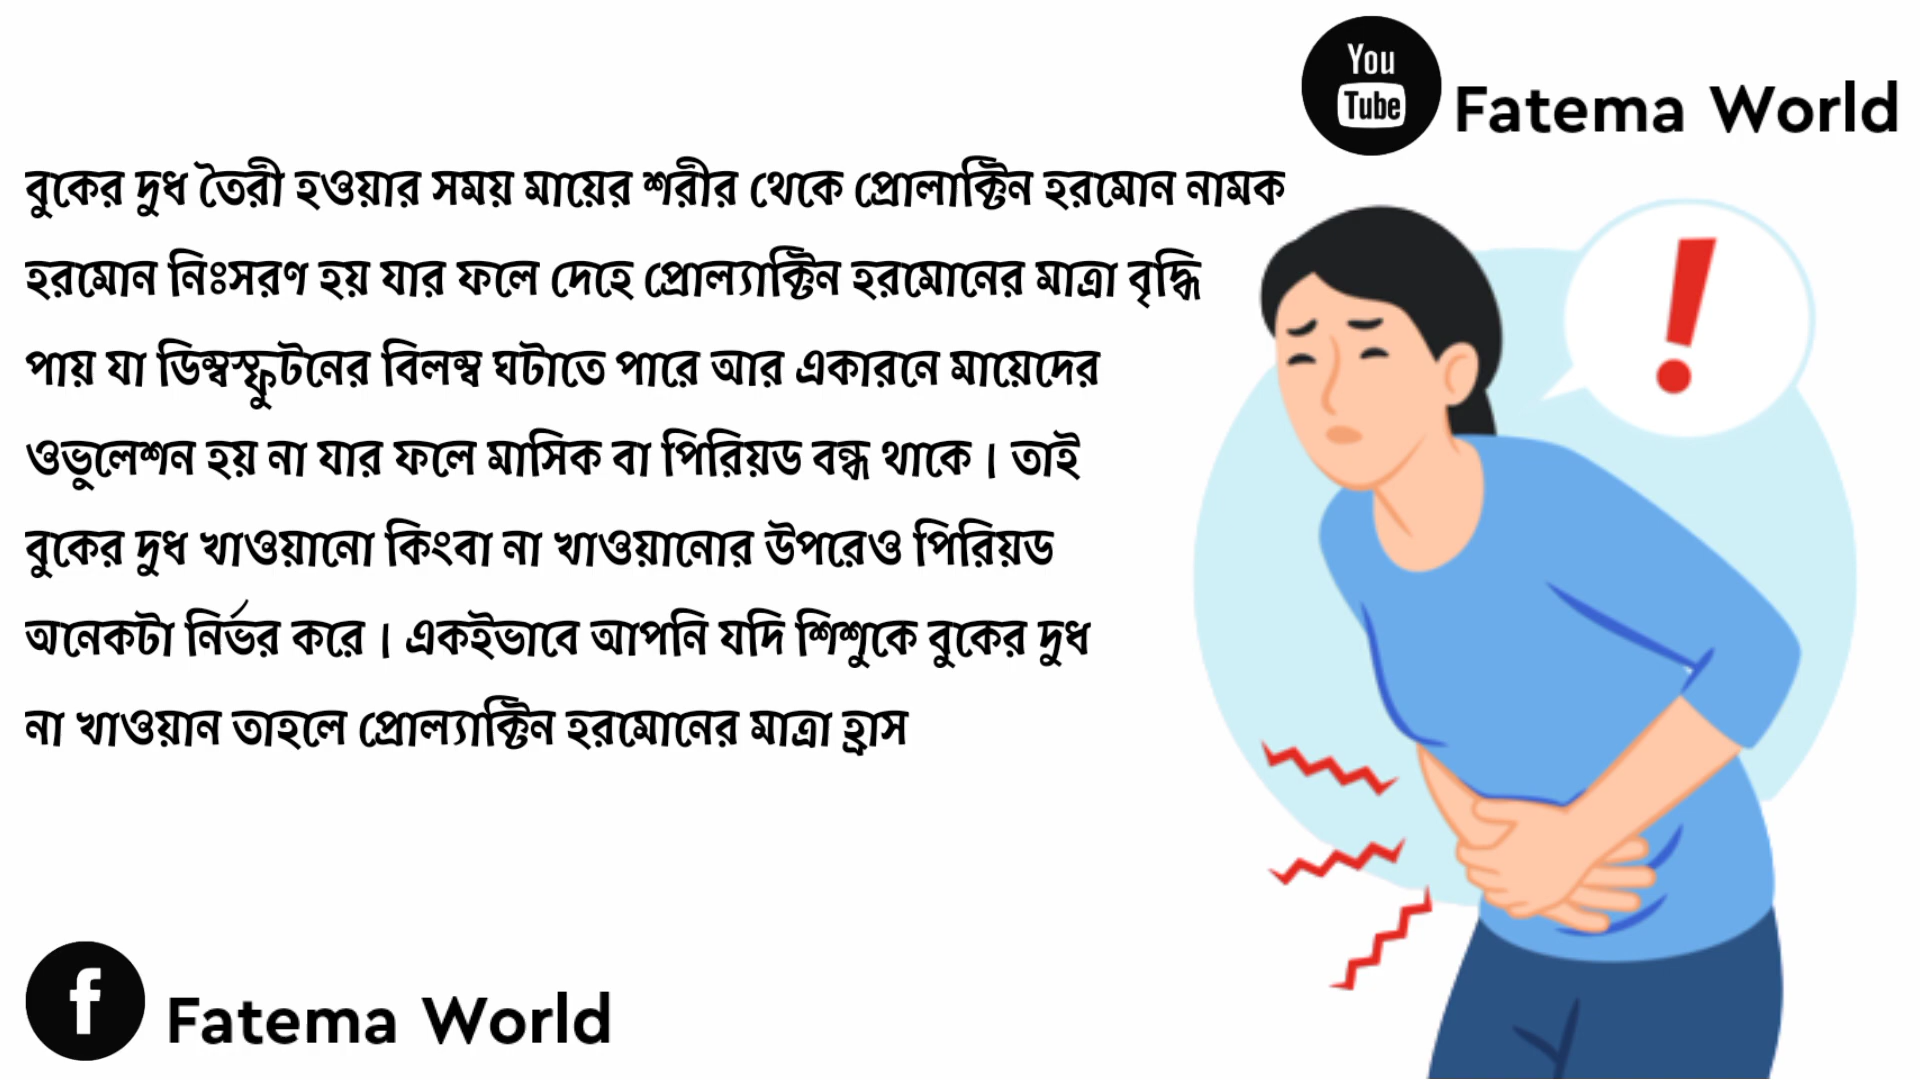 You
Tube
Fatema World
বুকের দুধ তৈরী হওয়ার সময় মায়ের শরীর থেকে প্রোলাক্টিন হরমোন নামক
হরমোন নিঃসরণ হয় যার ফলে দেহে প্রোল্যাক্টিন হরমোনের মাত্রা বৃদ্ধি
পায় যা ডিম্বস্ফুটনের বিলম্ব ঘটাতে পারে আর একারনে মায়েদের
ওভুলেশন হয় না যার ফলে মাসিক বা পিরিয়ড বন্ধ থাকে। তাই
বুকের দুধ খাওয়ানো কিংবা না খাওয়ানোর উপরেও পিরিয়ড
অনেকটা নির্ভর করে। একইভাবে আপনি যদি শিশুকে বুকের দুধ
না খাওয়ান তাহলে প্রোল্যাক্টিন হরমোনের মাত্রা হ্রাস
!
f
Fatema World